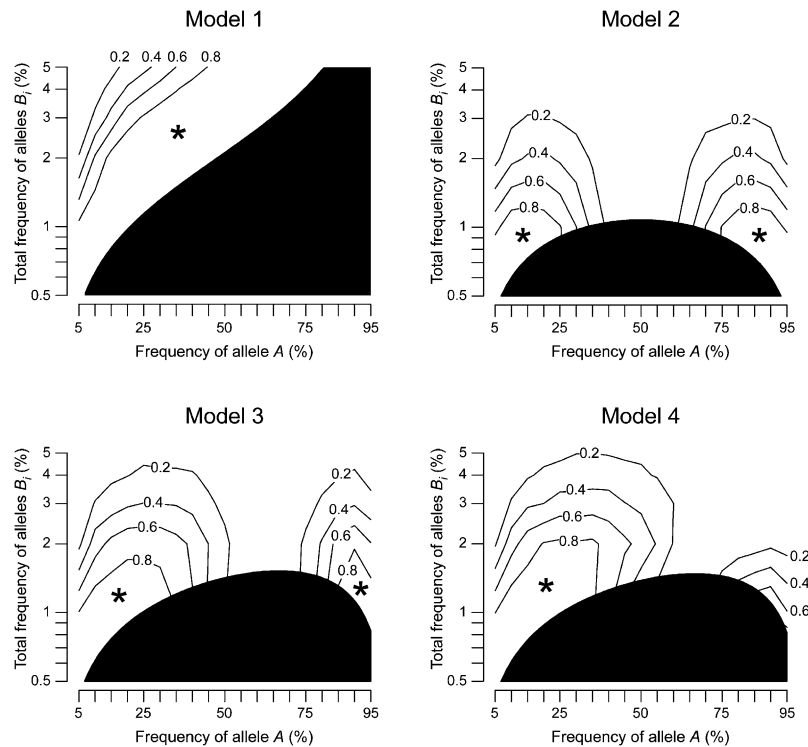 Model 1
Model 2
Total frequency of alleles Bi (%)
5
4
3
2
1
0.5
0.2 0.4 0.6 0.8
*
5 25 50 75 95
Frequency of allele A (%)
Total frequency of alleles Bi (%)
5
4
3
2
1
0.5
0.2 0.2
0.4 0.4
0.6 0.6
0.8 0.8
* *
5 25 50 75 95
Frequency of allele A (%)
Model 3
Model 4
Total frequency of alleles Bi (%)
5
4
3
2
1
0.5
0.2 0.2
0.4 0.4
0.6 0.6
0.8 0.8
* *
5 25 50 75 95
Frequency of allele A (%)
Total frequency of alleles Bi (%)
5
4
3
2
1
0.5
0.2
0.4
0.6
0.8
0.2
0.4
0.6
*
5 25 50 75 95
Frequency of allele A (%)